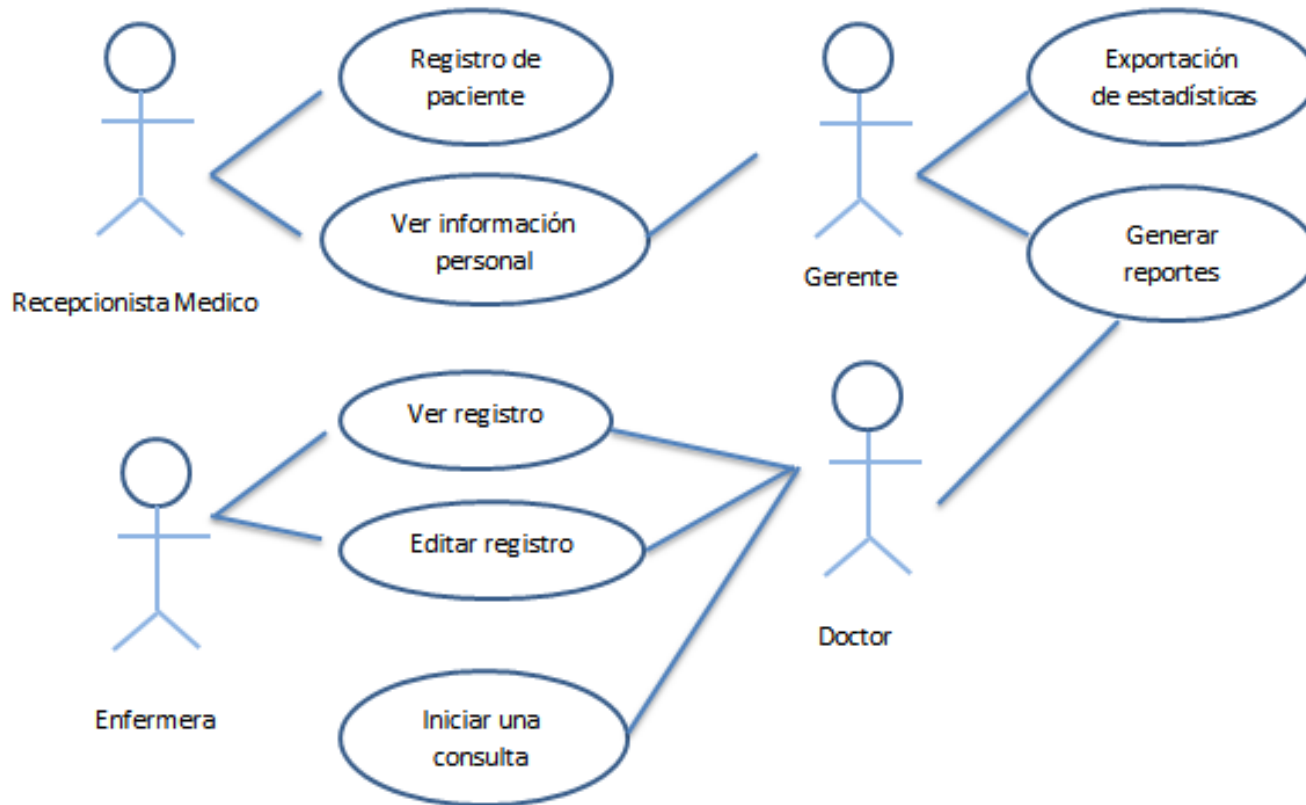 Registro de
paciente
Exportación
de estadísticas
Ver información
personal
Generar
reportes
Gerente
Recepcionista Medico
Ver registro
Editar registro
Doctor
Enfermera
Iniciar una
consulta